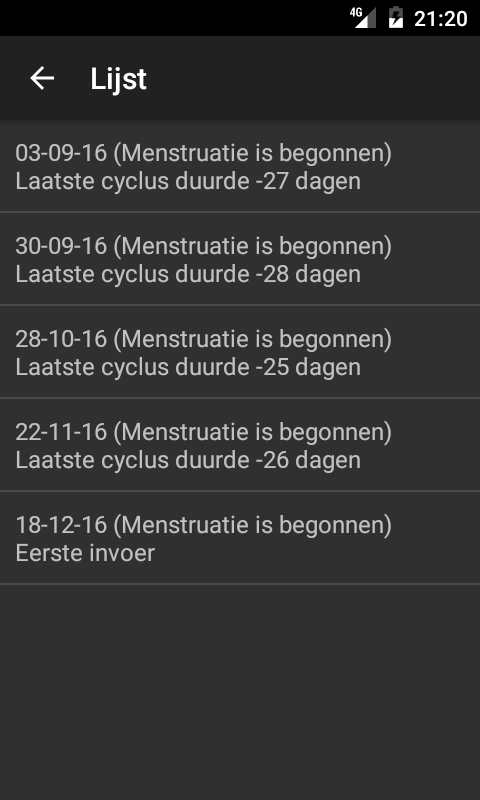 4G 21:20
Lijst
03-09-16 (Menstruatie is begonnen)
Laatste cyclus duurde -27 dagen
30-09-16 (Menstruatie is begonnen)
Laatste cyclus duurde -28 dagen
28-10-16 (Menstruatie is begonnen)
Laatste cyclus duurde -25 dagen
22-11-16 (Menstruatie is begonnen)
Laatste cyclus duurde -26 dagen
18-12-16 (Menstruatie is begonnen)
Eerste invoer